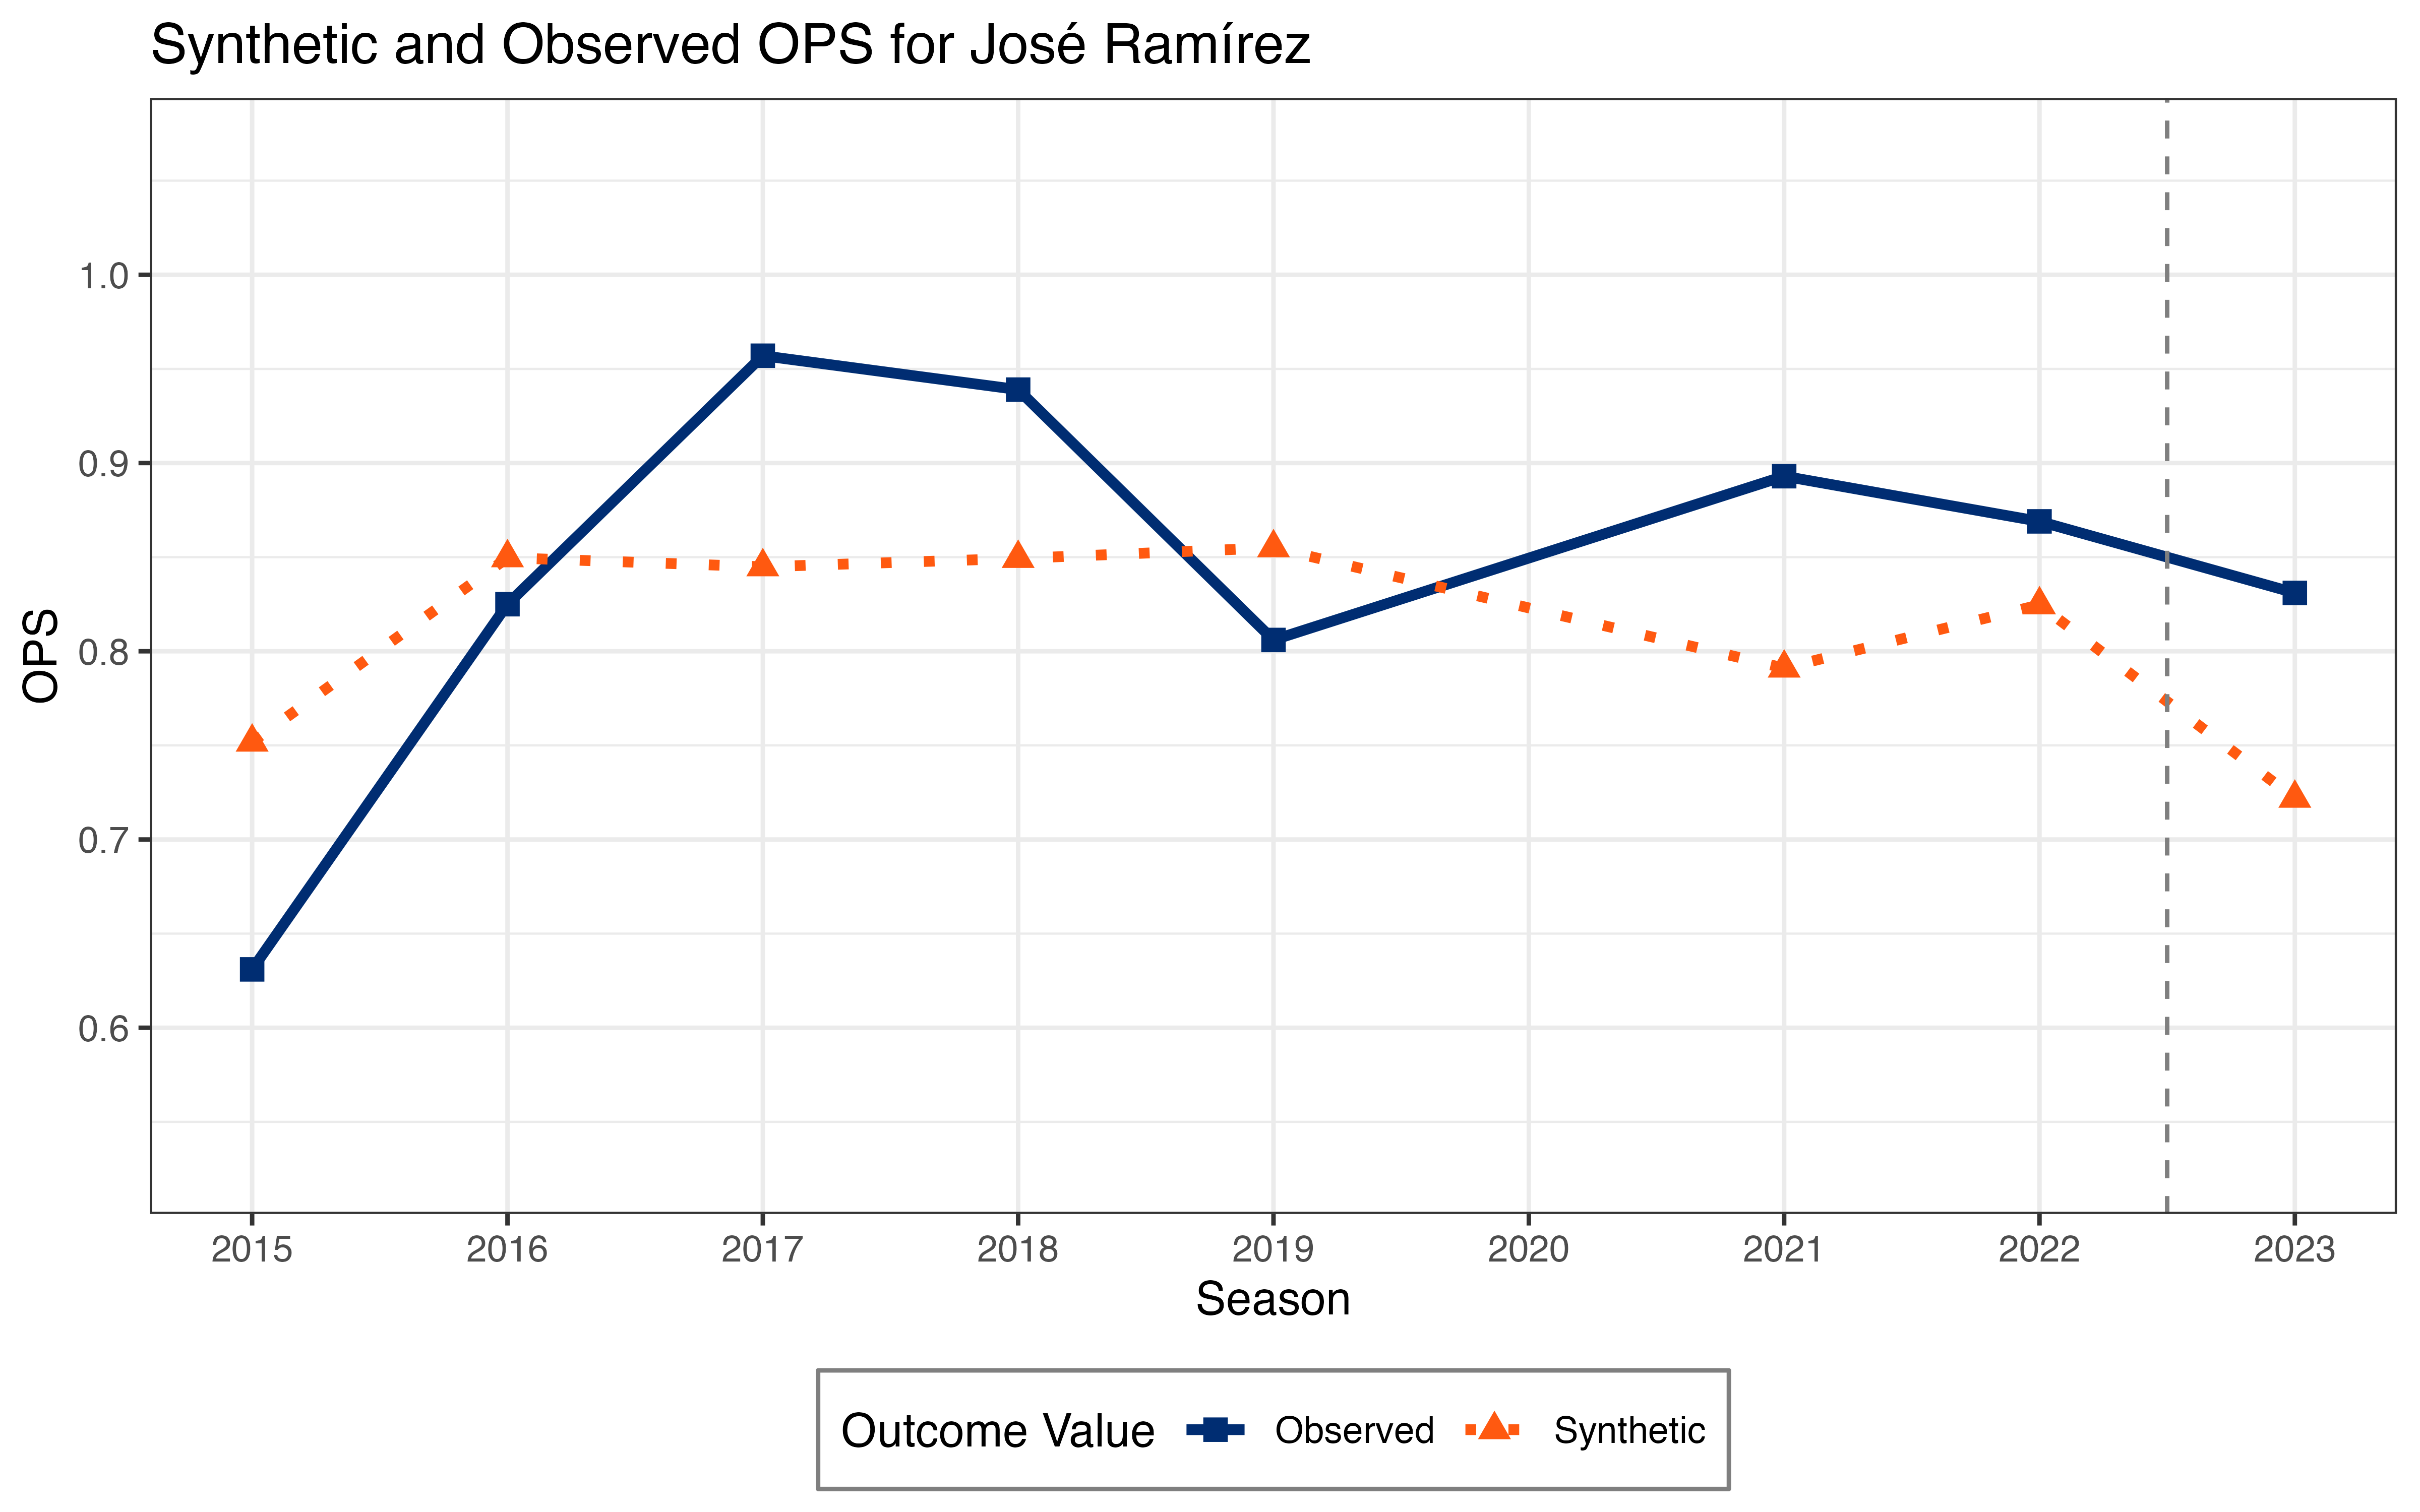 Synthetic and Observed OPS for José Ramírez
OPS
1.0
0.9
0.8
0.7
0.6
2015 2016 2017 2018 2019 2020 2021 2022 2023
Season
Outcome Value Observed Synthetic